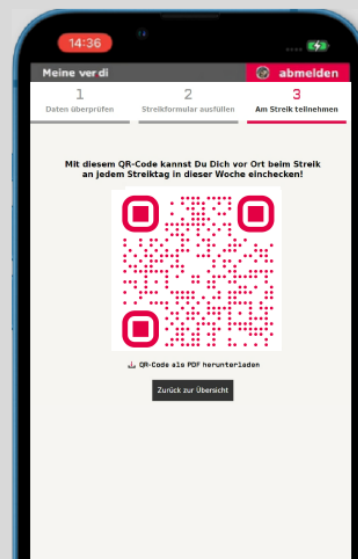 14:36
Meine ver di
abmelden
1
Daten überprüfen
2
Streikformular ausfüllen
3
Am Streik teilnehmen
Mit diesem QR-Code kannst Du Dich vor Ort beim Streik
an jedem Streiktag in dieser Woche einchecken!
QR-Code als PDF herunterladen
Zurück zur Übersicht